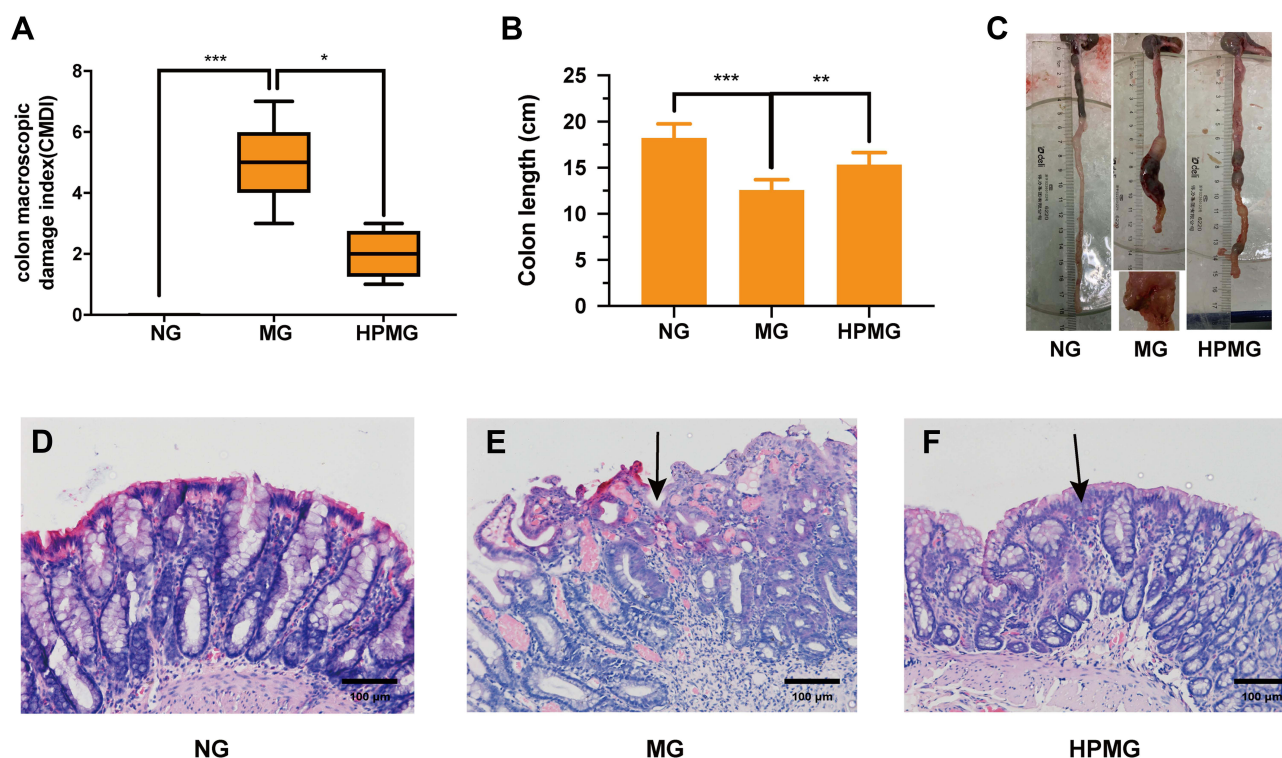 A
colon macroscopic
damage index(CMDI)
8
6
4
2
0
***
*
NG
MG
HPMG
B
Colon length (cm)
25
20
15
10
5
0
***
**
NG
MG
HPMG
C
deli
NG
MG
HPMG
D
100 μm
NG
E
100 μm
MG
F
100 μm
HPMG